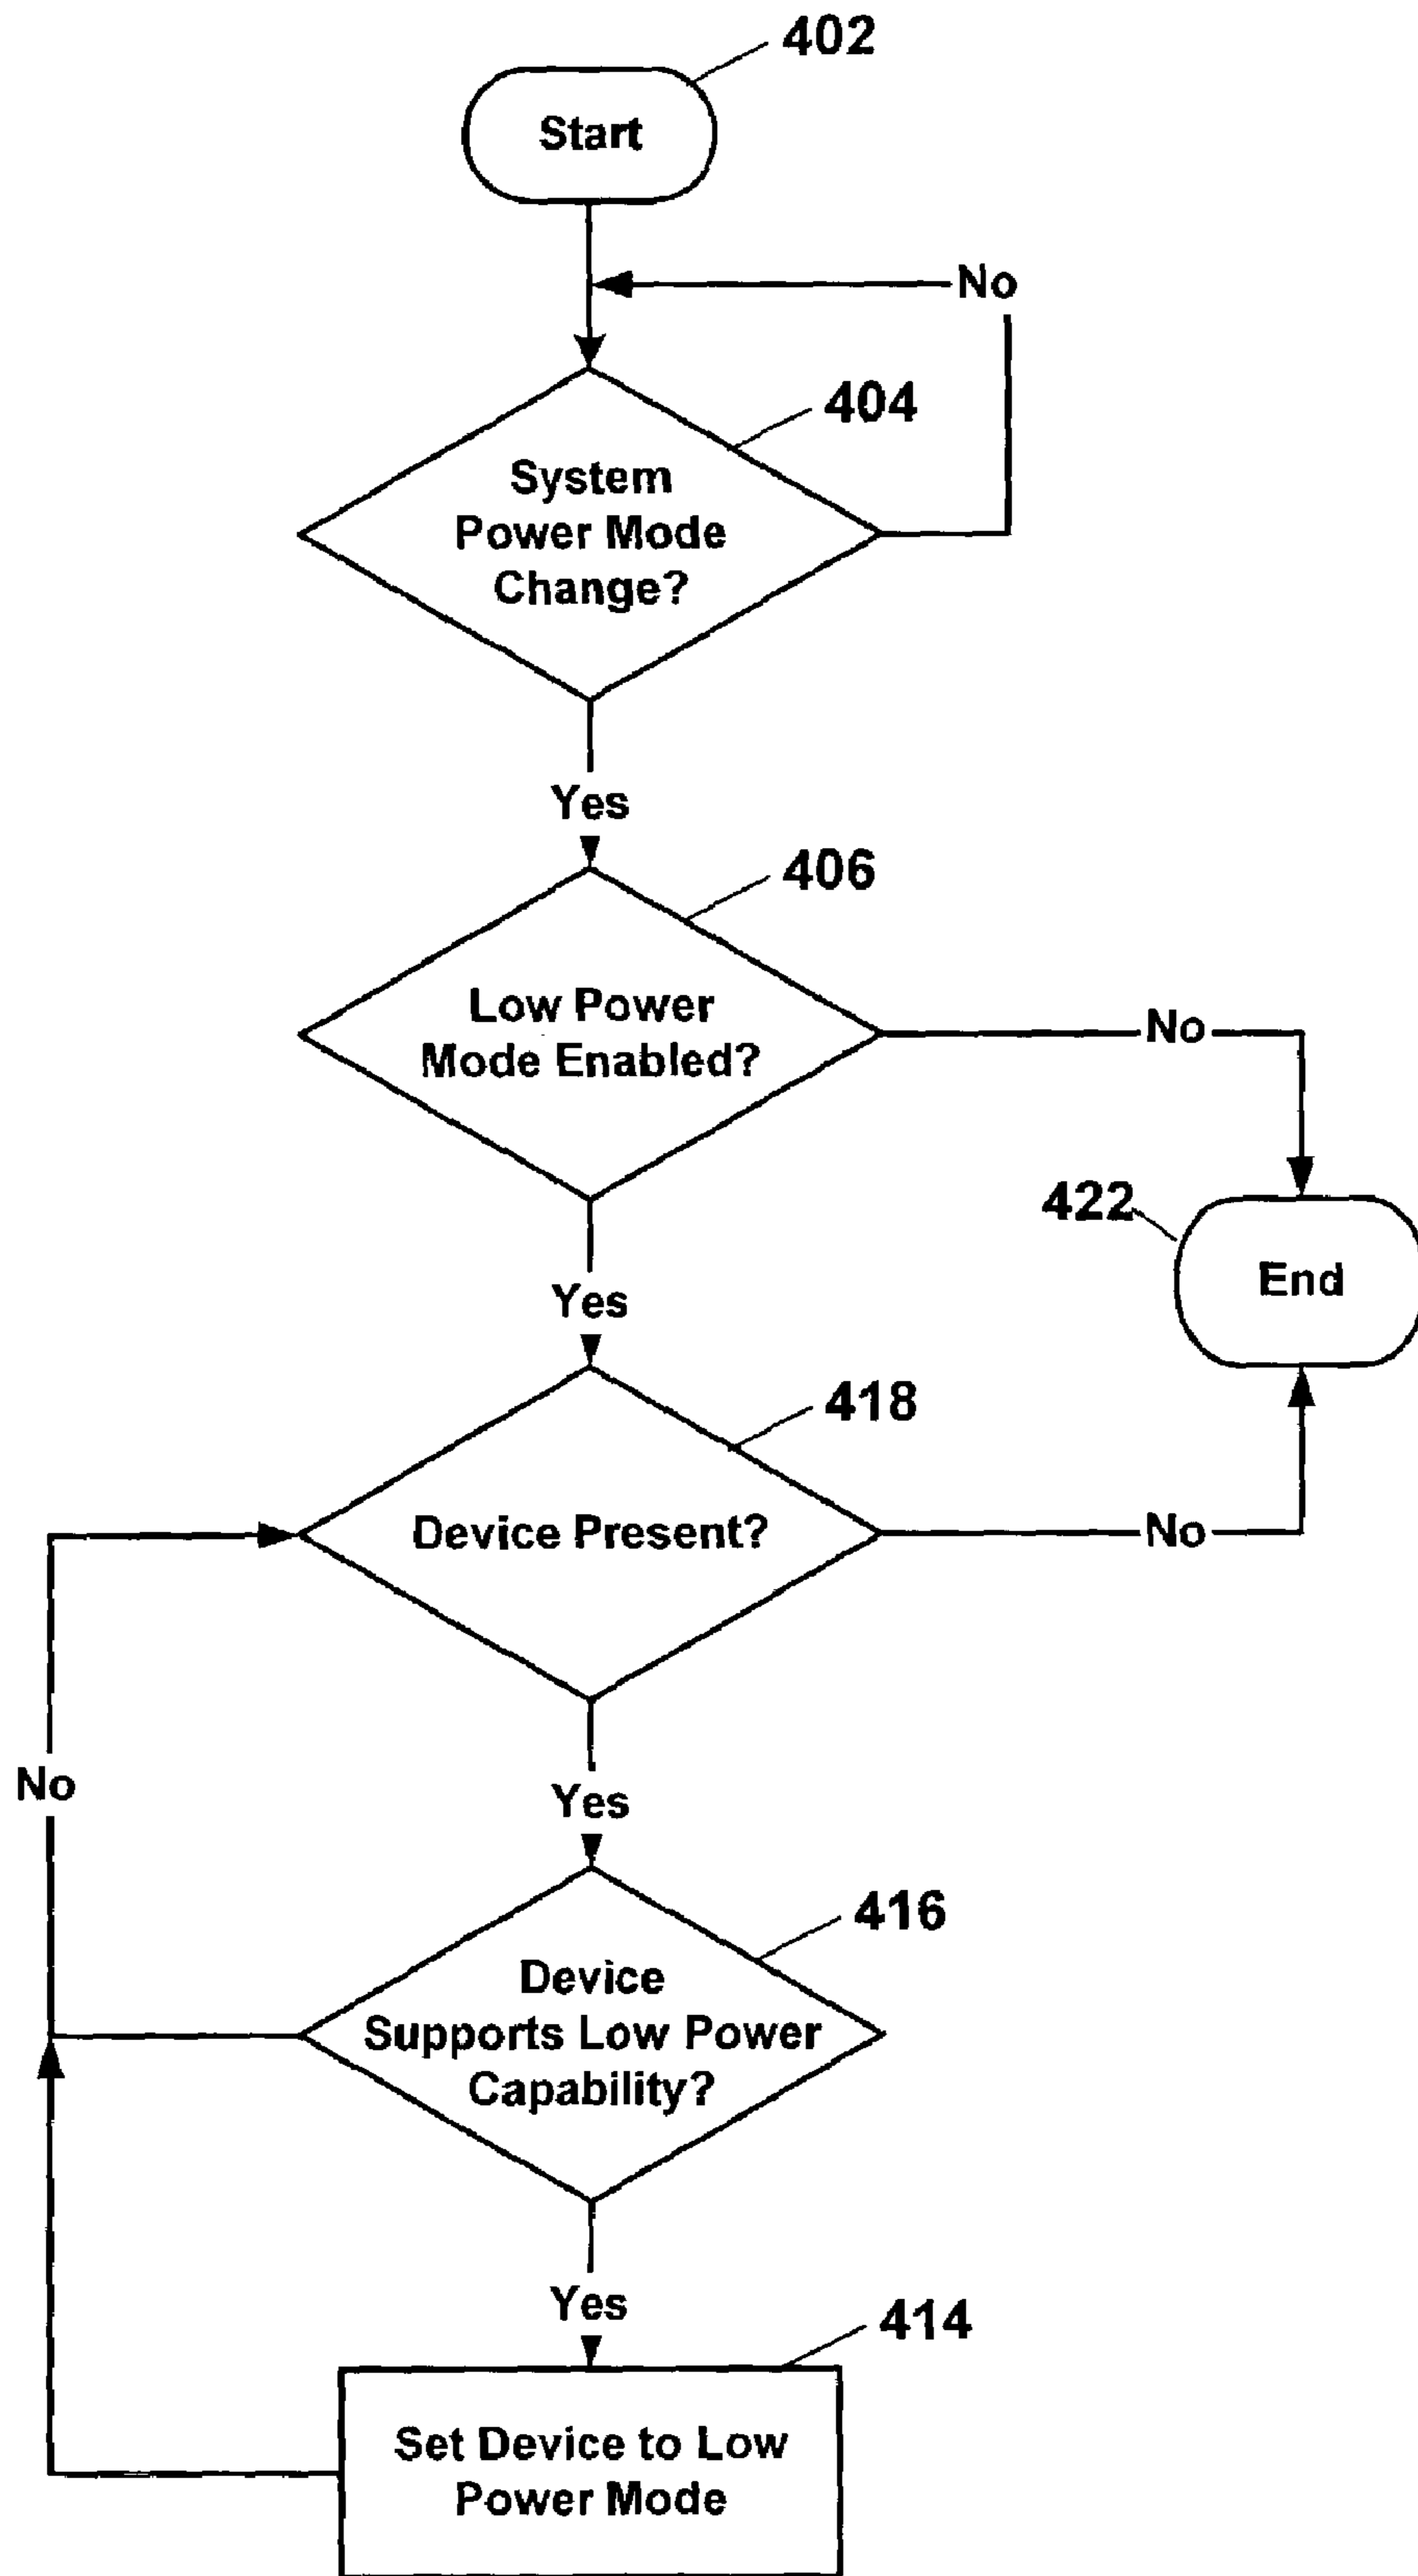 402
Start
No
404
System
Power Mode
Change?
Yes
406
Low Power
Mode Enabled?
No
422
End
Yes
418
Device Present?
No
No
Yes
416
Device
Supports Low Power
Capability?
Yes
414
Set Device to Low
Power Mode